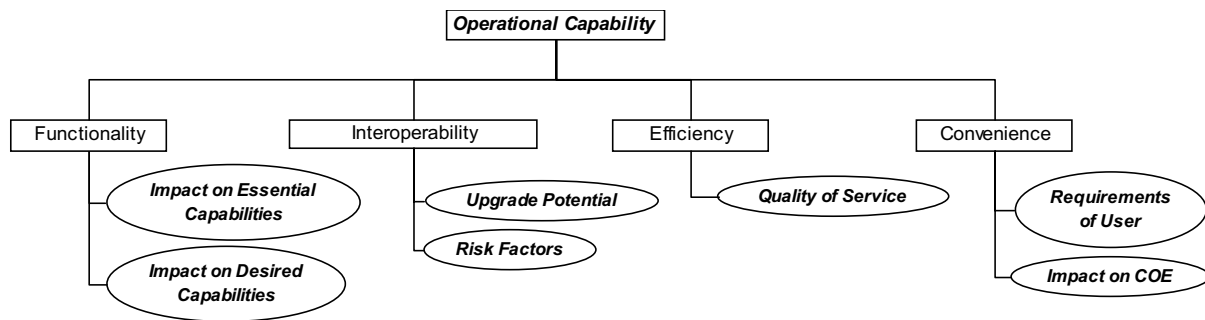 Operational Capability
Functionality
Interoperability
Efficiency
Convenience
Impact on Essential
Capabilities
Impact on Desired
Capabilities
Upgrade Potential
Risk Factors
Quality of Service
Requirements
of User
Impact on COE